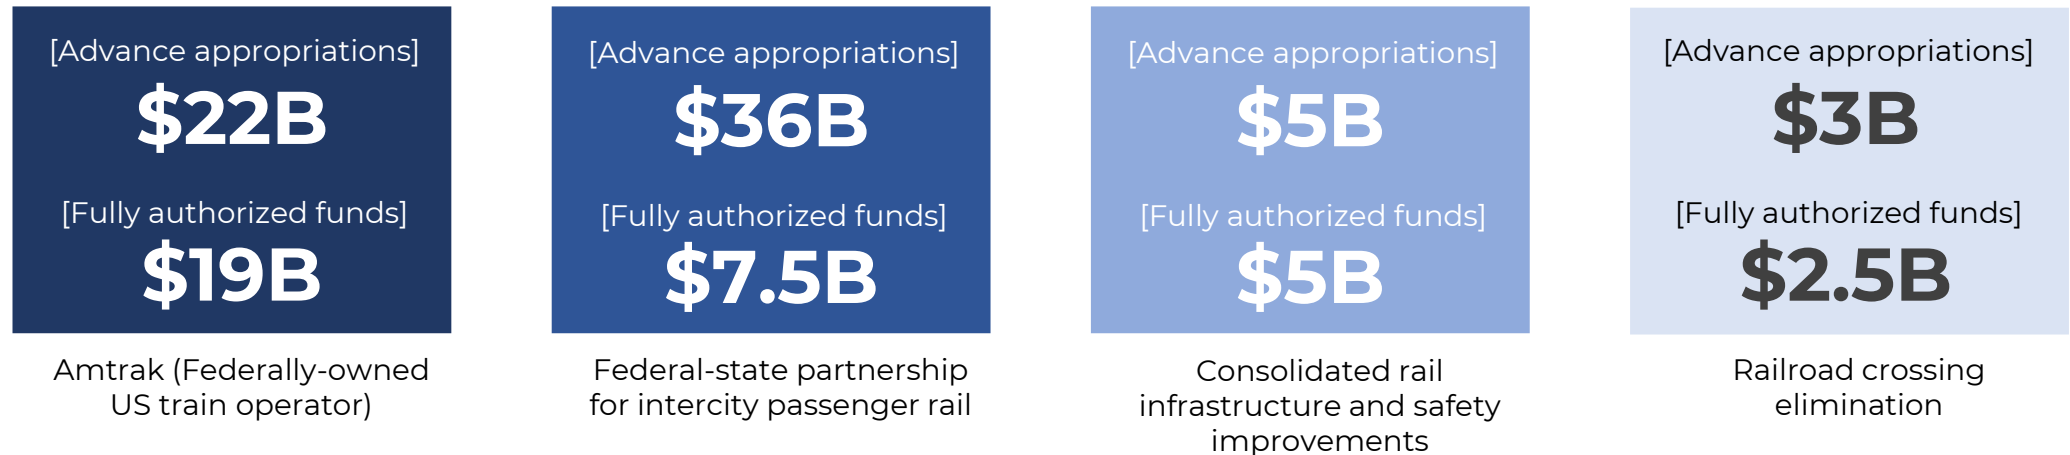 [Advance appropriations]
$22B
[Fully authorized funds]
$19B
Amtrak (Federally-owned
US train operator)
[Advance appropriations]
$36B
[Fully authorized funds]
$7.5B
Federal-state partnership
for intercity passenger rail
[Advance appropriations]
$5B
[Fully authorized funds]
$5B
Consolidated rail
infrastructure and safety
improvements
[Advance appropriations]
$3B
[Fully authorized funds]
$2.5B
Railroad crossing
elimination